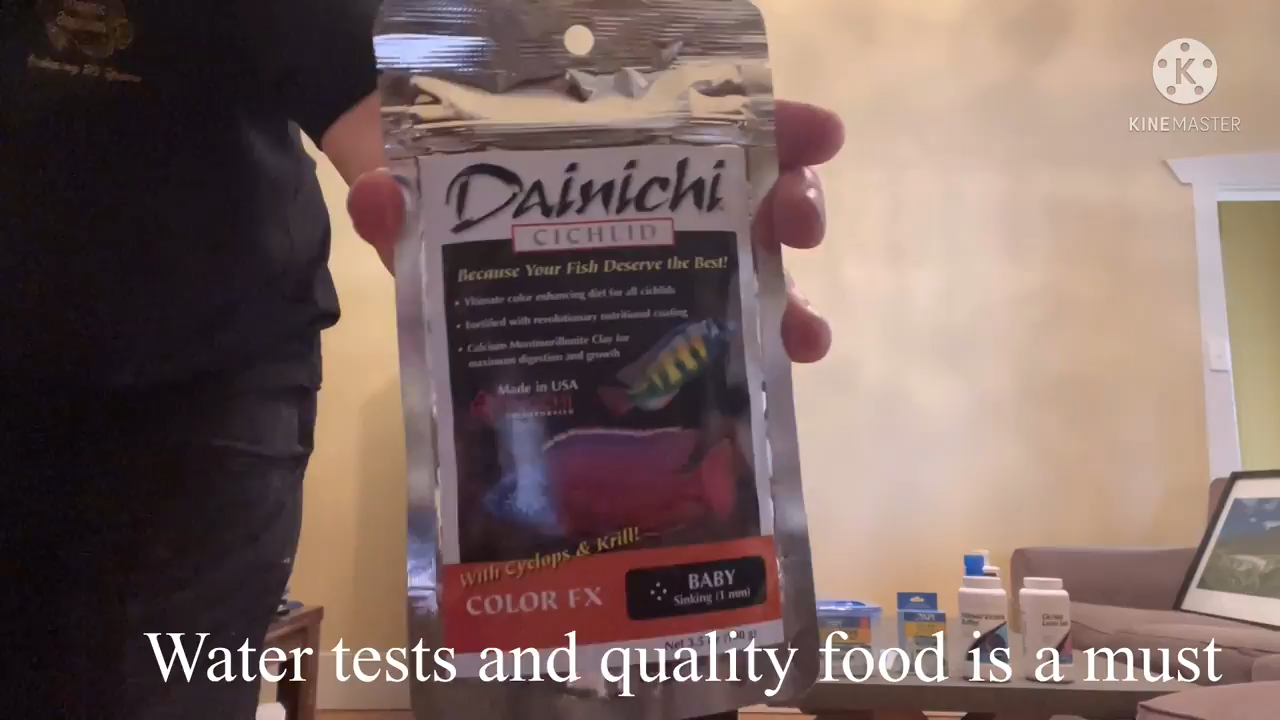 KINEMASTER
Dainichi
CICHLID
Because Your Fish Deserve the Best!
• Ultimate color enhancing diet for all cichlids
• Fortified with revolutionary nutritional coating
• Calcium Montmorillonite Clay for
maximum digestion and growth
Made in USA
With Cyclops & Krill!
COLOR FX
BABY
Sinking (1 mm)
Water tests and quality food is a must